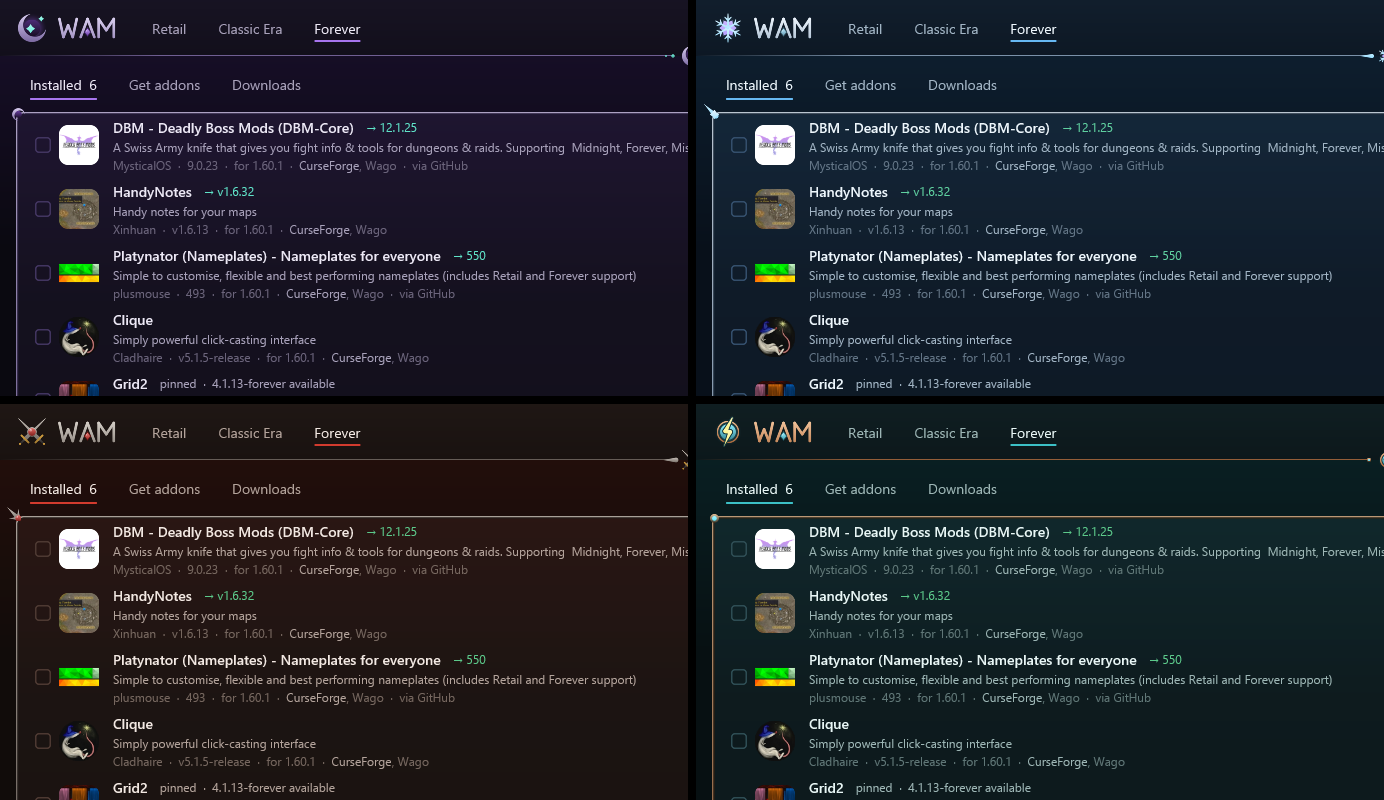 WAM Retail Classic Era Forever
Installed 6 Get addons Downloads
DBM - Deadly Boss Mods (DBM-Core) → 12.1.25
A Swiss Army knife that gives you fight info & tools for dungeons & raids. Supporting Midnight, Forever, Mis
MysticalOS · 9.0.23 · for 1.60.1 · CurseForge, Wago · via GitHub
HandyNotes → v1.6.32
Handy notes for your maps
Xinhuan · v1.6.13 · for 1.60.1 · CurseForge, Wago
Platynator (Nameplates) - Nameplates for everyone → 550
Simple to customise, flexible and best performing nameplates (includes Retail and Forever support)
plusmouse · 493 · for 1.60.1 · CurseForge, Wago · via GitHub
Clique
Simply powerful click-casting interface
Cladhaire · v5.1.5-release · for 1.60.1 · CurseForge, Wago
Grid2 pinned · 4.1.13-forever available
WAM Retail Classic Era Forever
Installed 6 Get addons Downloads
DBM - Deadly Boss Mods (DBM-Core) → 12.1.25
A Swiss Army knife that gives you fight info & tools for dungeons & raids. Supporting Midnight, Forever, Mis
MysticalOS · 9.0.23 · for 1.60.1 · CurseForge, Wago · via GitHub
HandyNotes → v1.6.32
Handy notes for your maps
Xinhuan · v1.6.13 · for 1.60.1 · CurseForge, Wago
Platynator (Nameplates) - Nameplates for everyone → 550
Simple to customise, flexible and best performing nameplates (includes Retail and Forever support)
plusmouse · 493 · for 1.60.1 · CurseForge, Wago · via GitHub
Clique
Simply powerful click-casting interface
Cladhaire · v5.1.5-release · for 1.60.1 · CurseForge, Wago
Grid2 pinned · 4.1.13-forever available
WAM Retail Classic Era Forever
Installed 6 Get addons Downloads
DBM - Deadly Boss Mods (DBM-Core) → 12.1.25
A Swiss Army knife that gives you fight info & tools for dungeons & raids. Supporting Midnight, Forever, Mis
MysticalOS · 9.0.23 · for 1.60.1 · CurseForge, Wago · via GitHub
HandyNotes → v1.6.32
Handy notes for your maps
Xinhuan · v1.6.13 · for 1.60.1 · CurseForge, Wago
Platynator (Nameplates) - Nameplates for everyone → 550
Simple to customise, flexible and best performing nameplates (includes Retail and Forever support)
plusmouse · 493 · for 1.60.1 · CurseForge, Wago · via GitHub
Clique
Simply powerful click-casting interface
Cladhaire · v5.1.5-release · for 1.60.1 · CurseForge, Wago
Grid2 pinned · 4.1.13-forever available
WAM Retail Classic Era Forever
Installed 6 Get addons Downloads
DBM - Deadly Boss Mods (DBM-Core) → 12.1.25
A Swiss Army knife that gives you fight info & tools for dungeons & raids. Supporting Midnight, Forever, Mis
MysticalOS · 9.0.23 · for 1.60.1 · CurseForge, Wago · via GitHub
HandyNotes → v1.6.32
Handy notes for your maps
Xinhuan · v1.6.13 · for 1.60.1 · CurseForge, Wago
Platynator (Nameplates) - Nameplates for everyone → 550
Simple to customise, flexible and best performing nameplates (includes Retail and Forever support)
plusmouse · 493 · for 1.60.1 · CurseForge, Wago · via GitHub
Clique
Simply powerful click-casting interface
Cladhaire · v5.1.5-release · for 1.60.1 · CurseForge, Wago
Grid2 pinned · 4.1.13-forever available